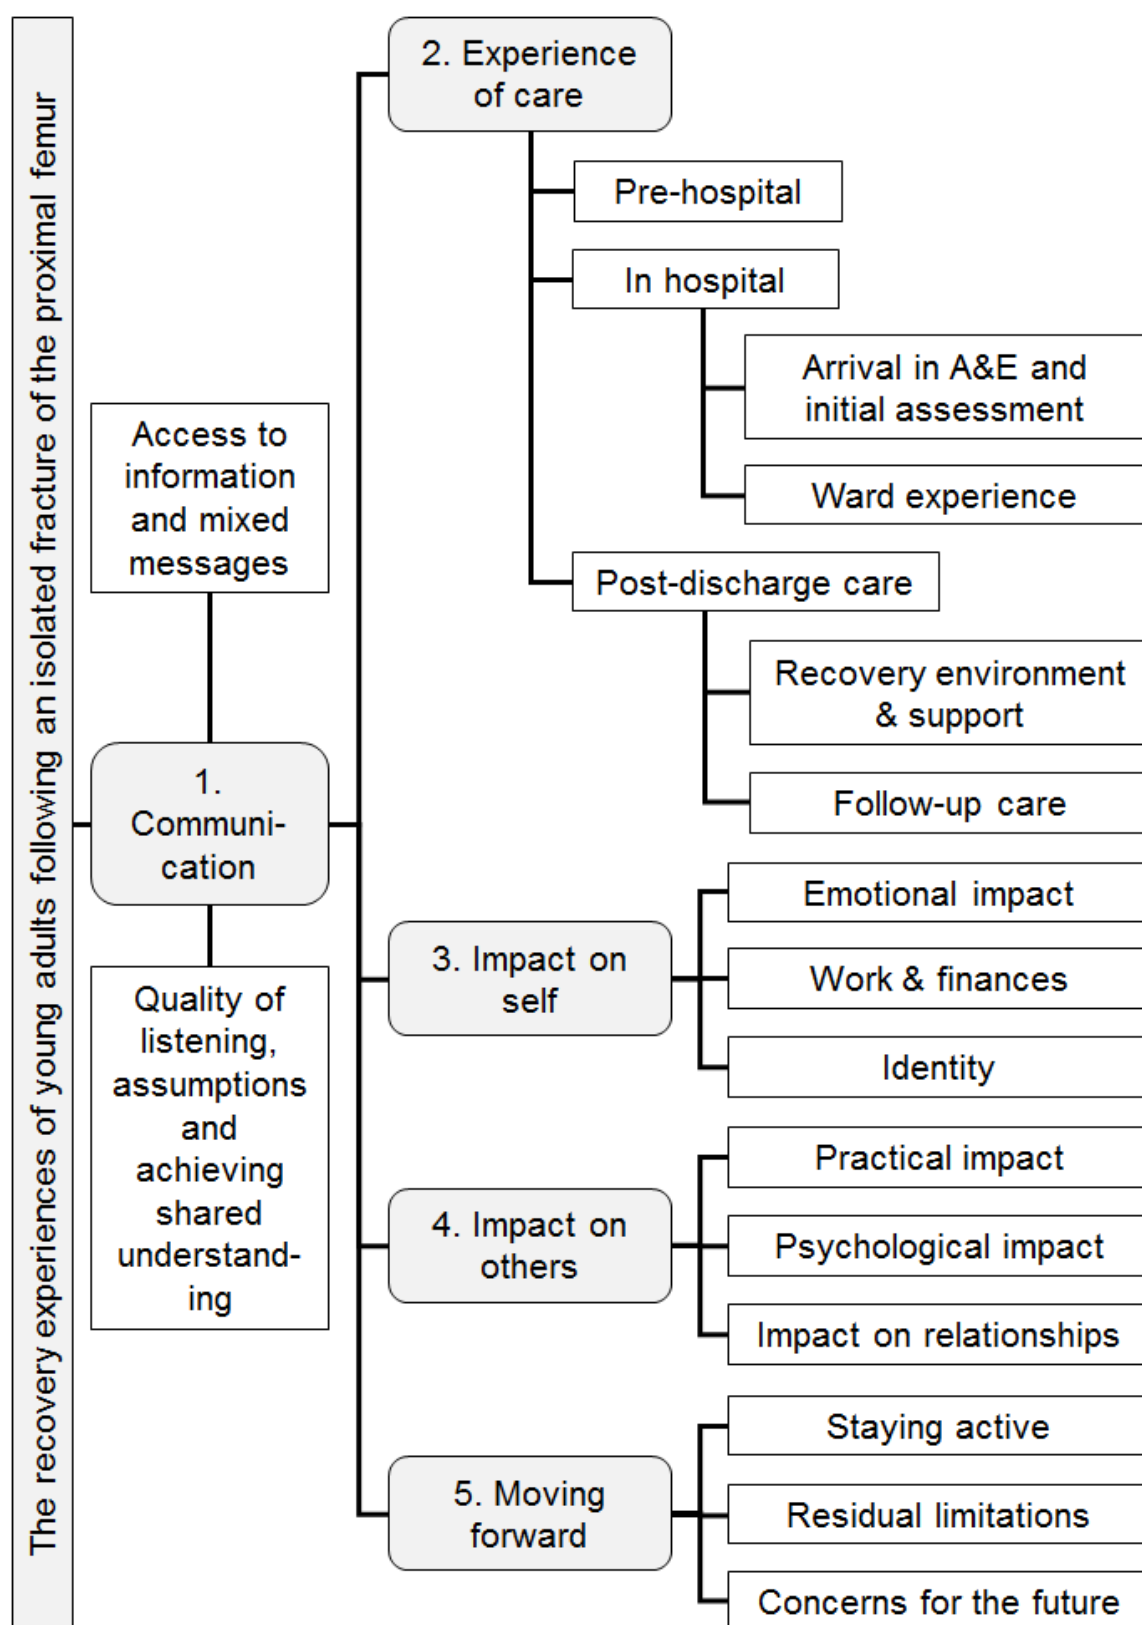 The recovery experiences of young adults following an isolated fracture of the proximal femur
Access to
information
and mixed
messages
1.
Communi-
cation
Quality of
listening,
assumptions
and
achieving
shared
understand-
ing
2. Experience
of care
Pre-hospital
In hospital
Arrival in A&E and
initial assessment
Ward experience
Post-discharge care
Recovery environment
& support
Follow-up care
3. Impact on
self
Emotional impact
Work & finances
Identity
4. Impact on
others
Practical impact
Psychological impact
Impact on relationships
5. Moving
forward
Staying active
Residual limitations
Concerns for the future